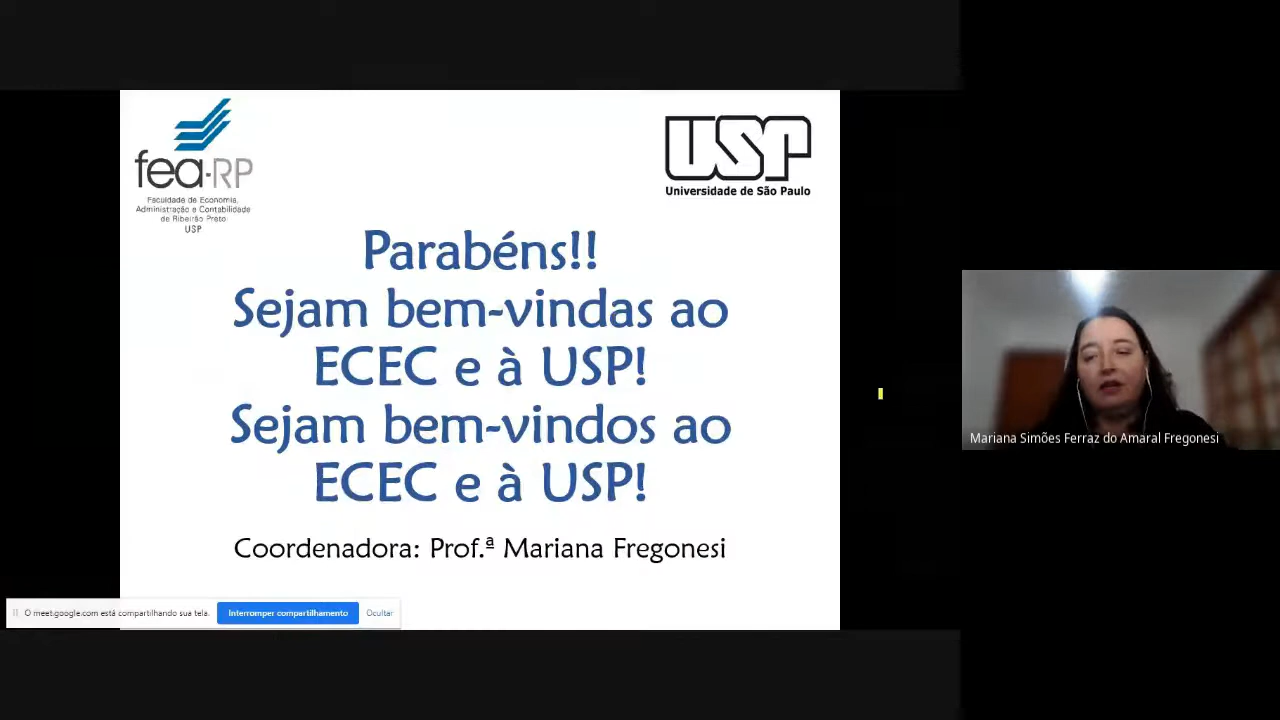 fea-RP
Faculdade de Economia,
Administração e Contabilidade
de Ribeirão Preto
USP
USP
Universidade de São Paulo
Parabéns!!
Sejam bem-vindas ao
ECEC e à USP!
Sejam bem-vindos ao
ECEC e à USP!
Coordenadora: Prof.ª Mariana Fregonesi
Mariana Simões Ferraz do Amaral Fregonesi
O meet.google.com está compartilhando sua tela.
Interromper compartilhamento
Ocultar